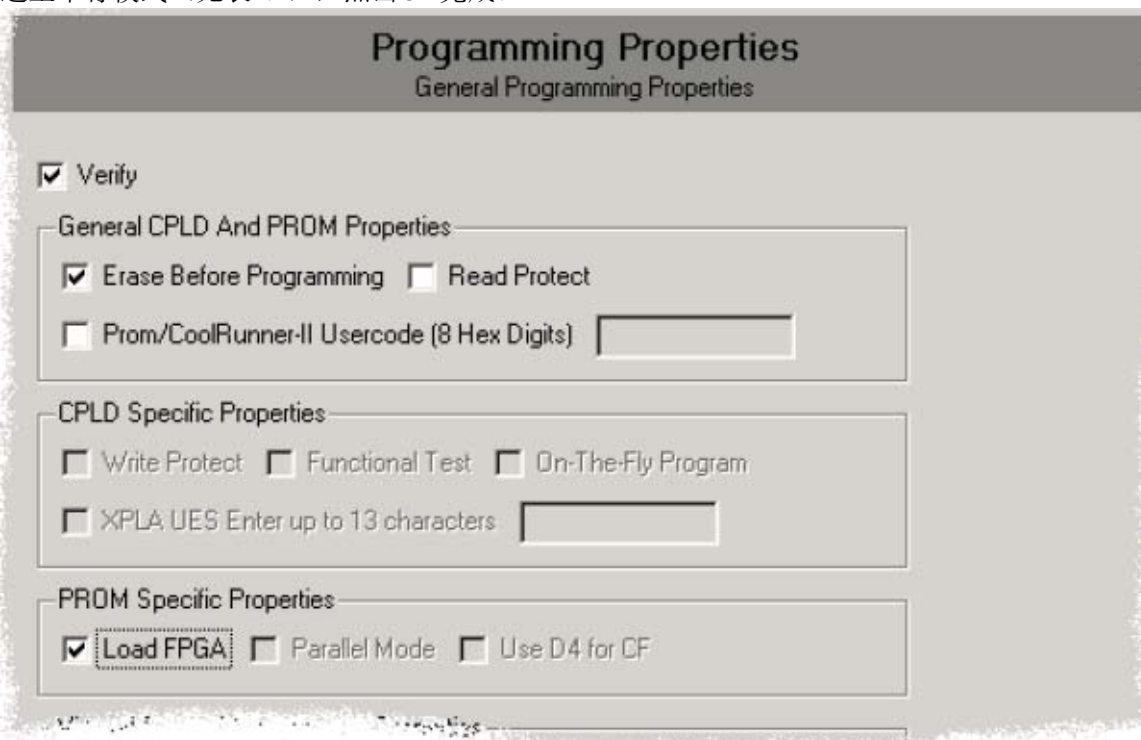 Programming Properties
General Programming Properties
Verify
General CPLD And PROM Properties
Erase Before Programming Read Protect
Prom/CoolRunner-II Usercode (8 Hex Digits)
CPLD Specific Properties
Write Protect Functional Test On-The-Fly Program
XPLA UES Enter up to 13 characters
PROM Specific Properties
Load FPGA Parallel Mode Use D4 for CF